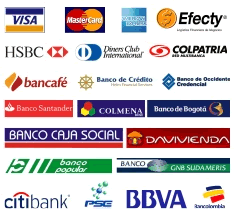 VISA
MasterCard
AMERICAN EXPRESS
Efecty®
HSBC
Diners Club International
COLPATRIA
RED MULTIBANCA
bancafé
Banco de Crédito
Helm Financial Services
Banco de Occidente
Credencial
Banco Santander
COLMENA
Banco de Bogotá
BANCO CAJA SOCIAL
DAVIVIENDA
banco popular
BANCO
GNB SUDAMERIS
citibank
PSE
BBVA
Bancolombia